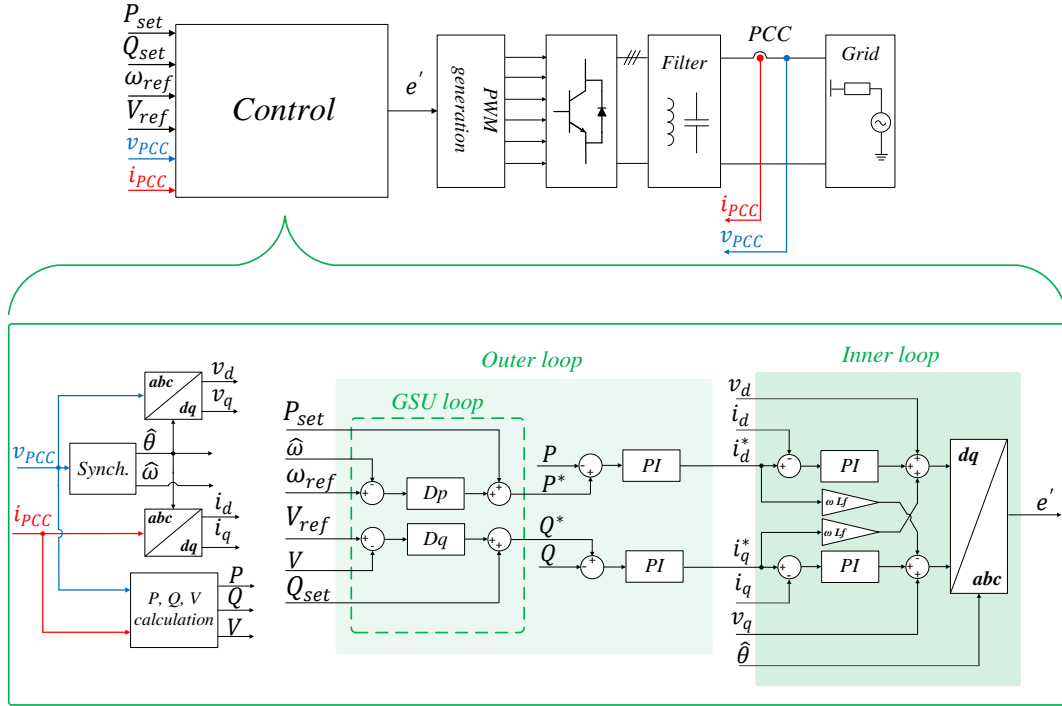 P_set
Q_set
ω_ref
V_ref
v_PCC
i_PCC
Control
e'
PWM
generation
Filter
PCC
Grid
i_PCC
v_PCC
Outer loop
Inner loop
GSU loop
abc
dq
v_d
v_q
v_PCC
Synch.
θ̂
ω̂
i_PCC
abc
dq
i_d
i_q
P, Q, V
calculation
P
Q
V
P_set
ω̂
ω_ref
V_ref
V
Q_set
+
-
Dp
+
+
+
-
Dq
+
+
P
P*
-
+
PI
Q*
Q
+
-
PI
v_d
i_d
i_d*
i_q*
i_q
v_q
θ̂
-
+
PI
+
+
+
ω Lf
ω Lf
+
-
PI
+
+
+
dq
abc
e'